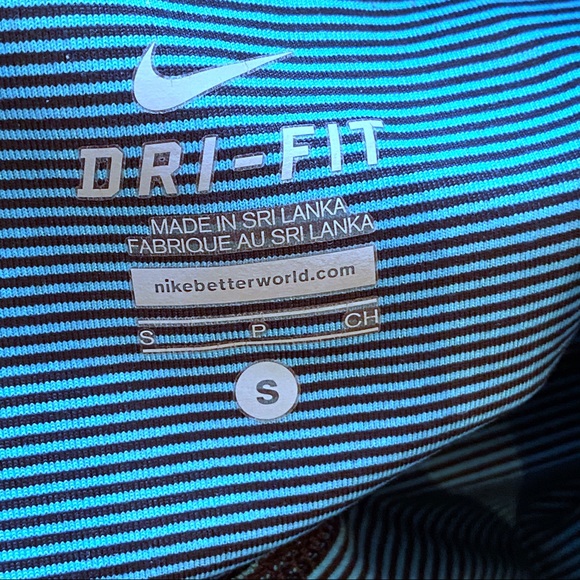 DRI-FIT
MADE IN SRI LANKA
FABRIQUE AU SRI LANKA
nikebetterworld.com
S P CH
S